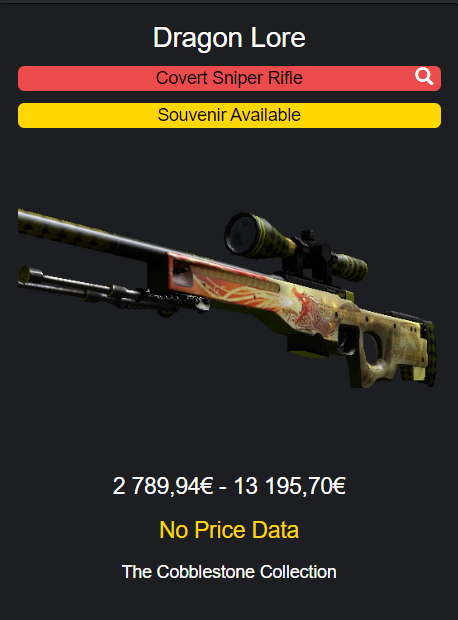 Dragon Lore
Covert Sniper Rifle
Souvenir Available
2 789,94€ - 13 195,70€
No Price Data
The Cobblestone Collection